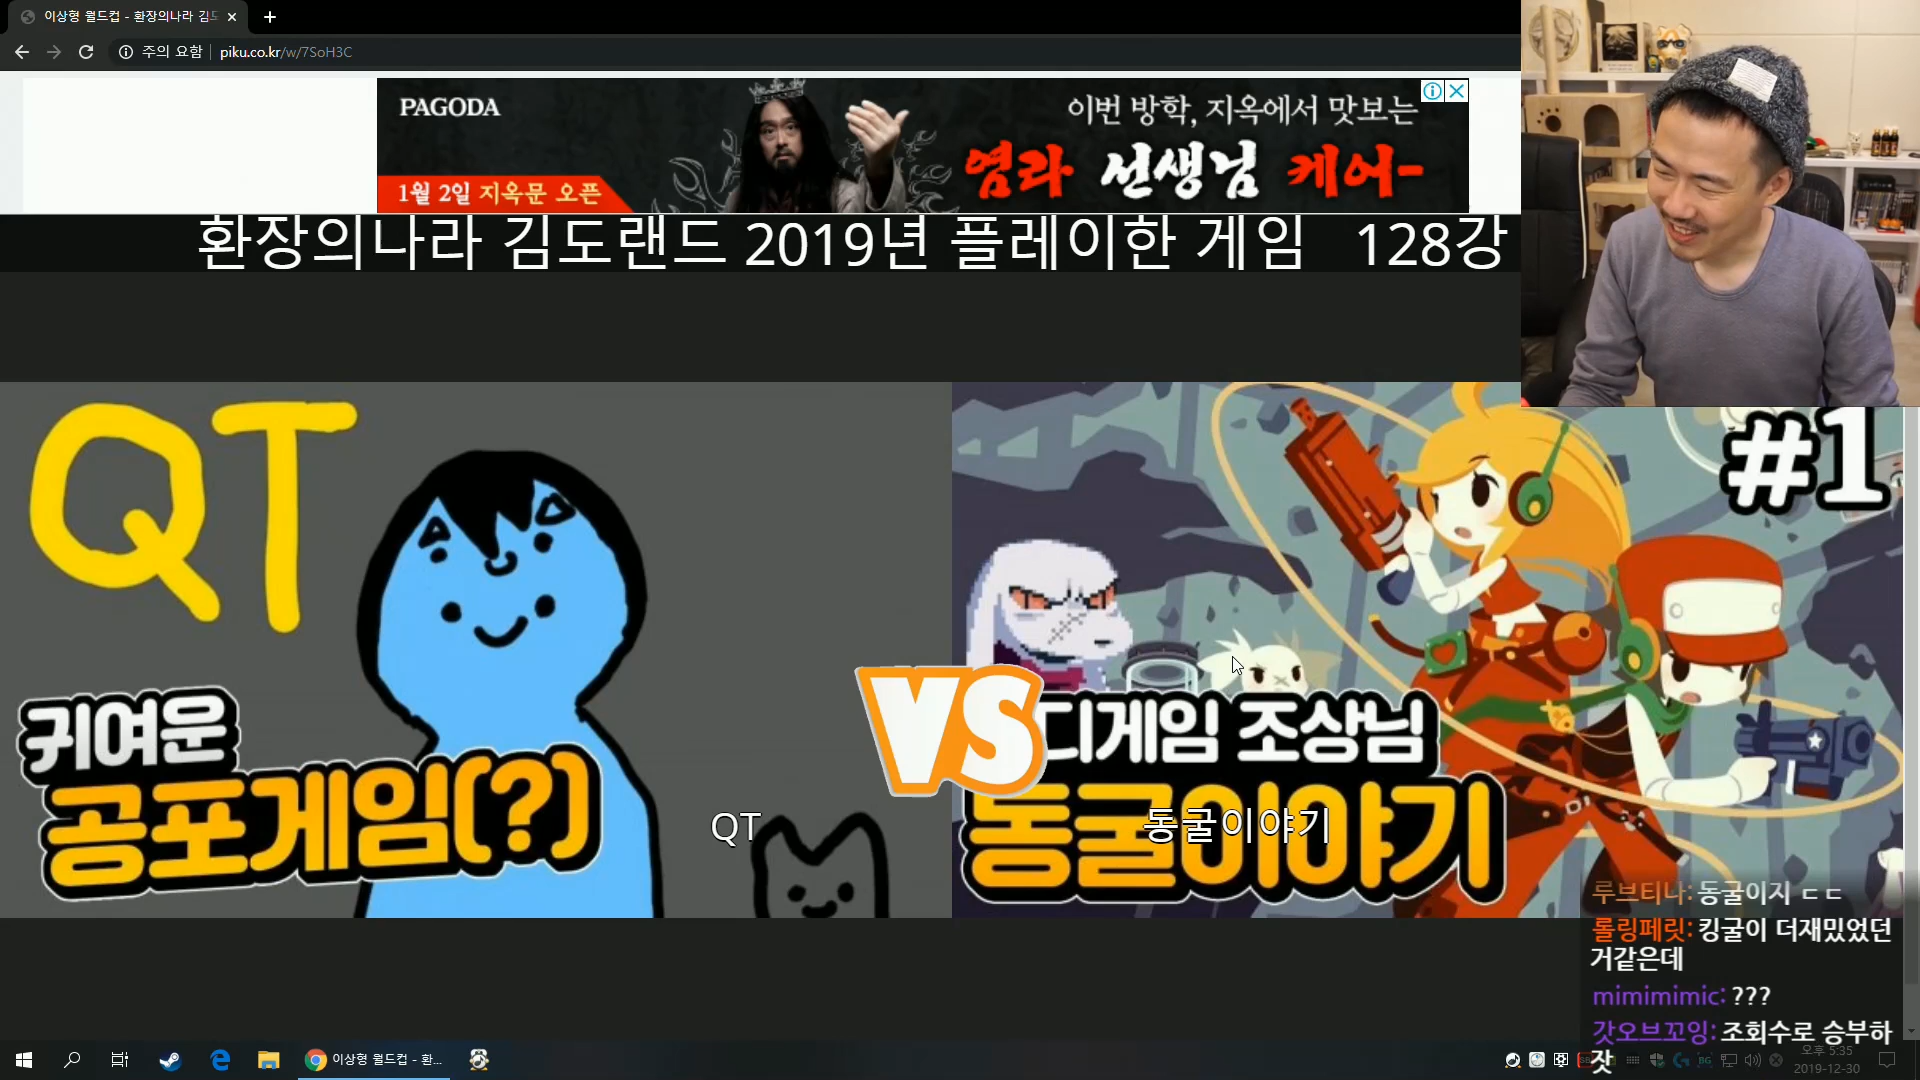 이상형 월드컵 - 환장의나라 김도
주의 요함
piku.co.kr/w/7SoH3C
PAGODA
1월 2일 지옥문 오픈
이번 방학, 지옥에서 맛보는
염라 선생님 케어-
환장의나라 김도랜드 2019년 플레이한 게임 128강
QT
귀여운
공포게임(?)
QT
VS
#1
디게임 조상님
동굴이야기
동굴이야기
루브티나: 동굴이지 ㄷㄷ
롤링페릿: 킹굴이 더재밌었던
거같은데
mimimimic: ???
갓오브꼬잉: 조회수로 승부하
잣
이상형 월드컵 - 환...
BG
오후 5:35
2019-12-30